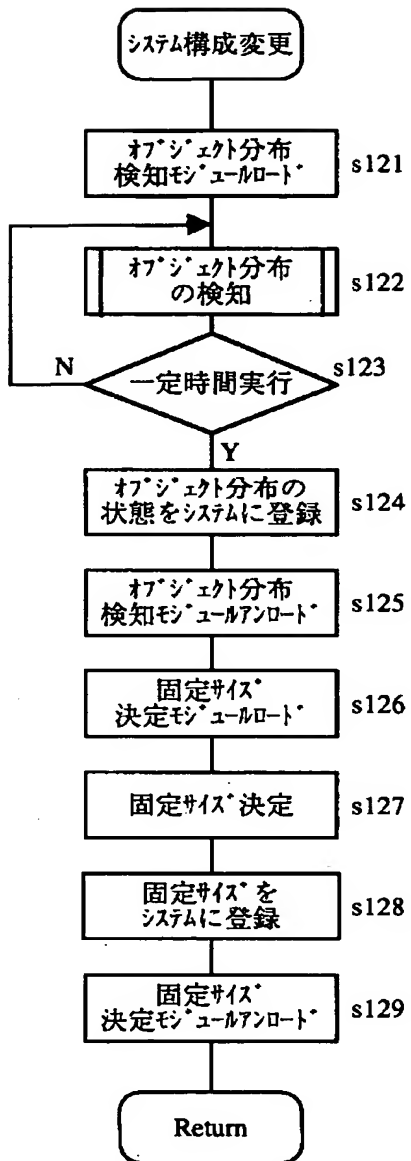 システム構成変更
オブジェクト分布
検知モジュールロード
s121
オブジェクト分布
の検知
s122
一定時間実行
s123
N
Y
オブジェクト分布の
状態をシステムに登録
s124
オブジェクト分布
検知モジュールアンロード
s125
固定サイズ
決定モジュールロード
s126
固定サイズ決定
s127
固定サイズを
システムに登録
s128
固定サイズ
決定モジュールアンロード
s129
Return